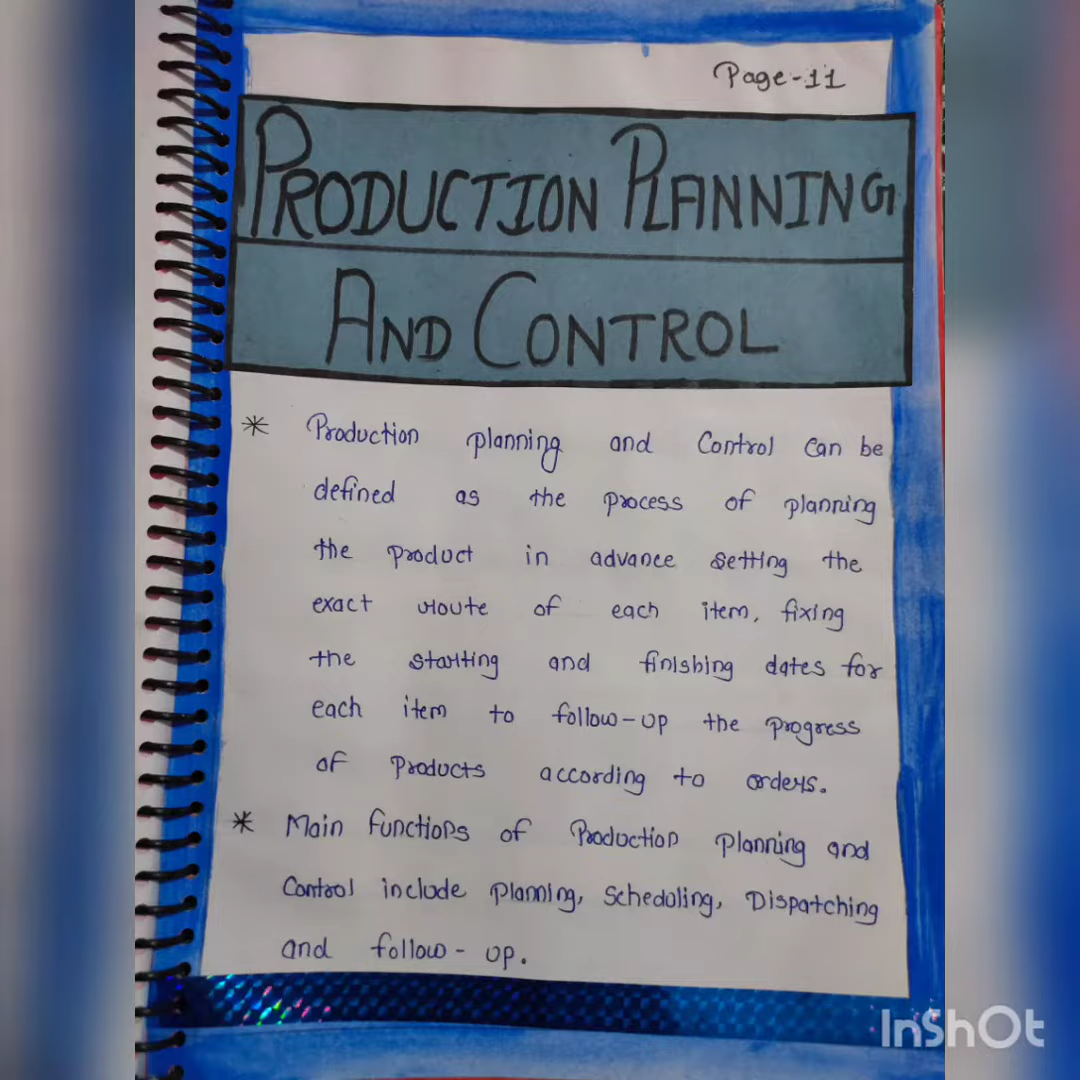 Page-11
PRODUCTION PLANNING
AND CONTROL
* Production planning and Control can be
defined as the process of planning
the product in advance setting the
exact route of each item, fixing
the starting and finishing dates for
each item to follow-up the progress
of products according to orders.
* Main functions of Production planning and
Control include planning, Scheduling, Dispatching
and follow-up.
InShOt